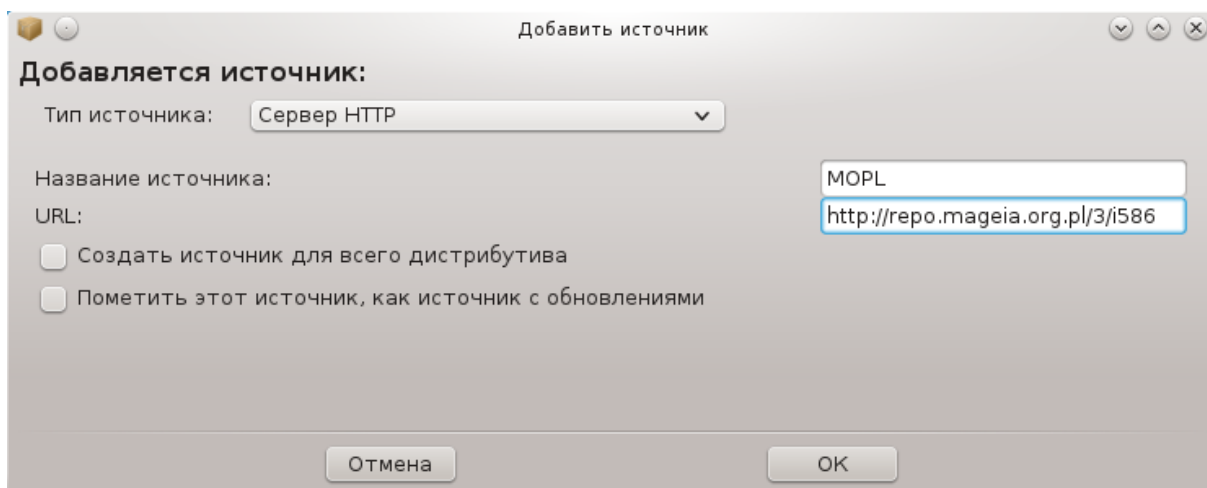 Добавить источник
Добавляется источник:
Тип источника: Сервер HTTP
Название источника: MOPL
URL: http://repo.mageia.org.pl/3/i586
Создать источник для всего дистрибутива
Пометить этот источник, как источник с обновлениями
Отмена OK